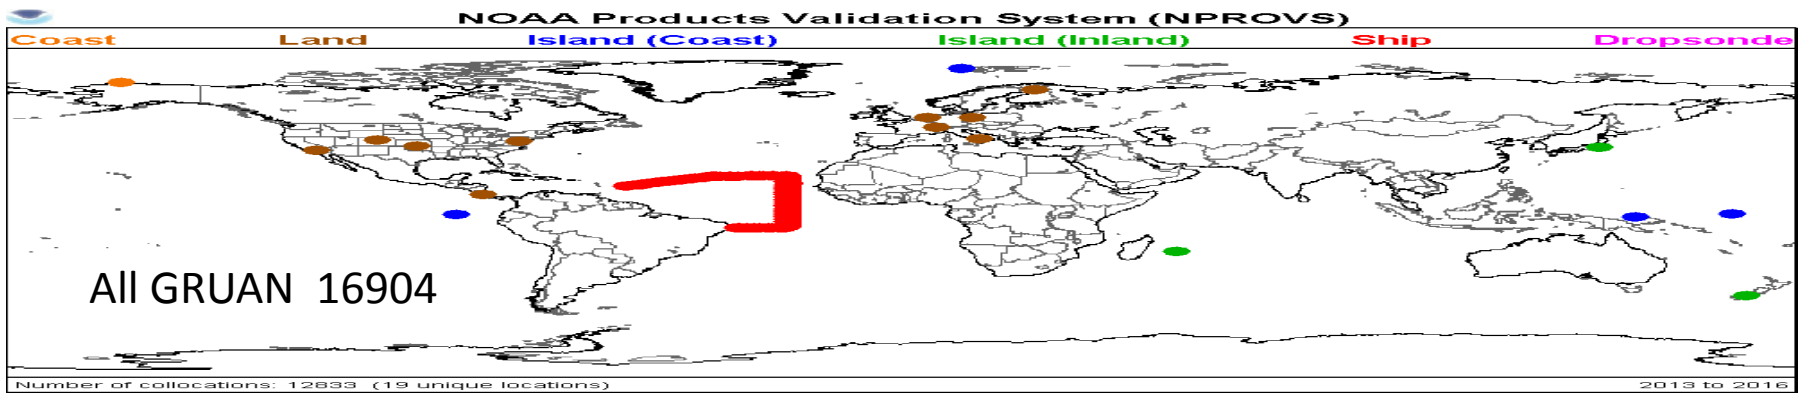 NOAA Products Validation System (NPROVS)
Coast Land Island (Coast) Island (Inland) Ship Dropsonde
All GRUAN 16904
Number of collocations: 12833 (19 unique locations) 2013 to 2016